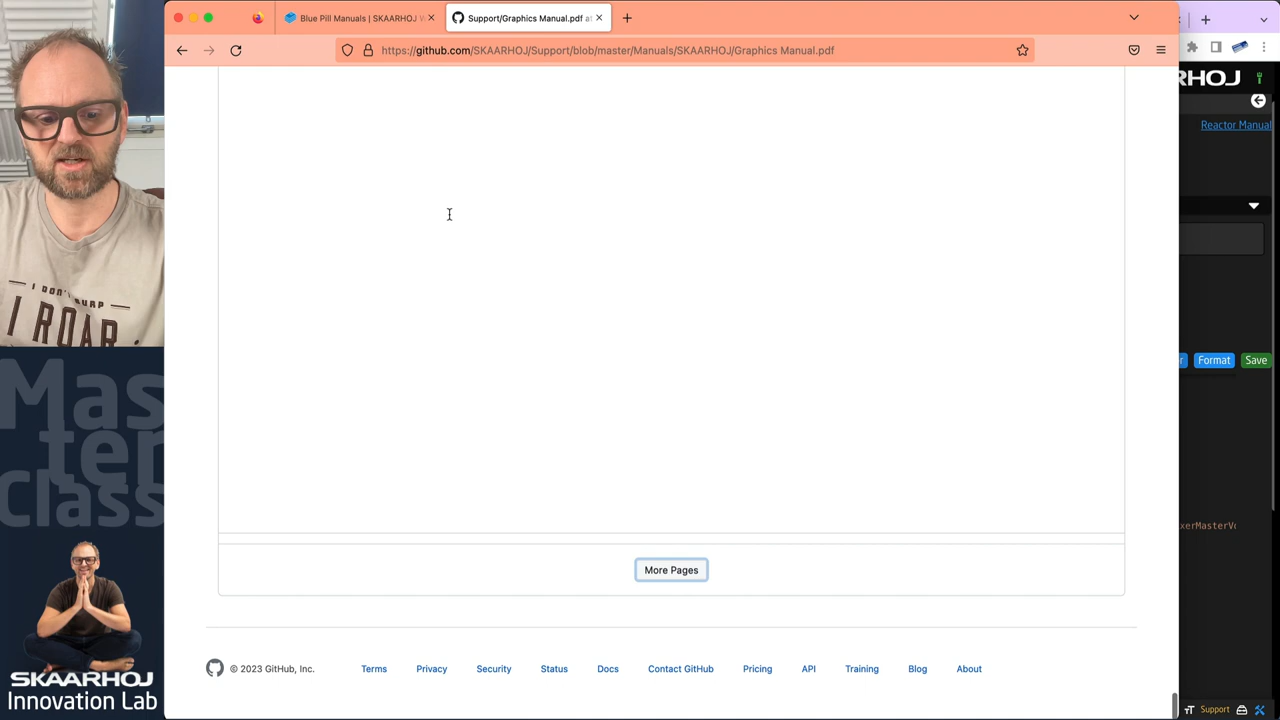 Blue Pill Manuals | SKAARHOJ W
Support/Graphics Manual.pdf at
https://github.com/SKAARHOJ/Support/blob/master/Manuals/SKAARHOJ/Graphics Manual.pdf
RHOJ
Reactor Manual
I DON'T BURP
I ROAR.
Format
Save
xerMasterVo
Master
Class
More Pages
© 2023 GitHub, Inc.
Terms
Privacy
Security
Status
Docs
Contact GitHub
Pricing
API
Training
Blog
About
SKAARHOJ
Innovation Lab
Support